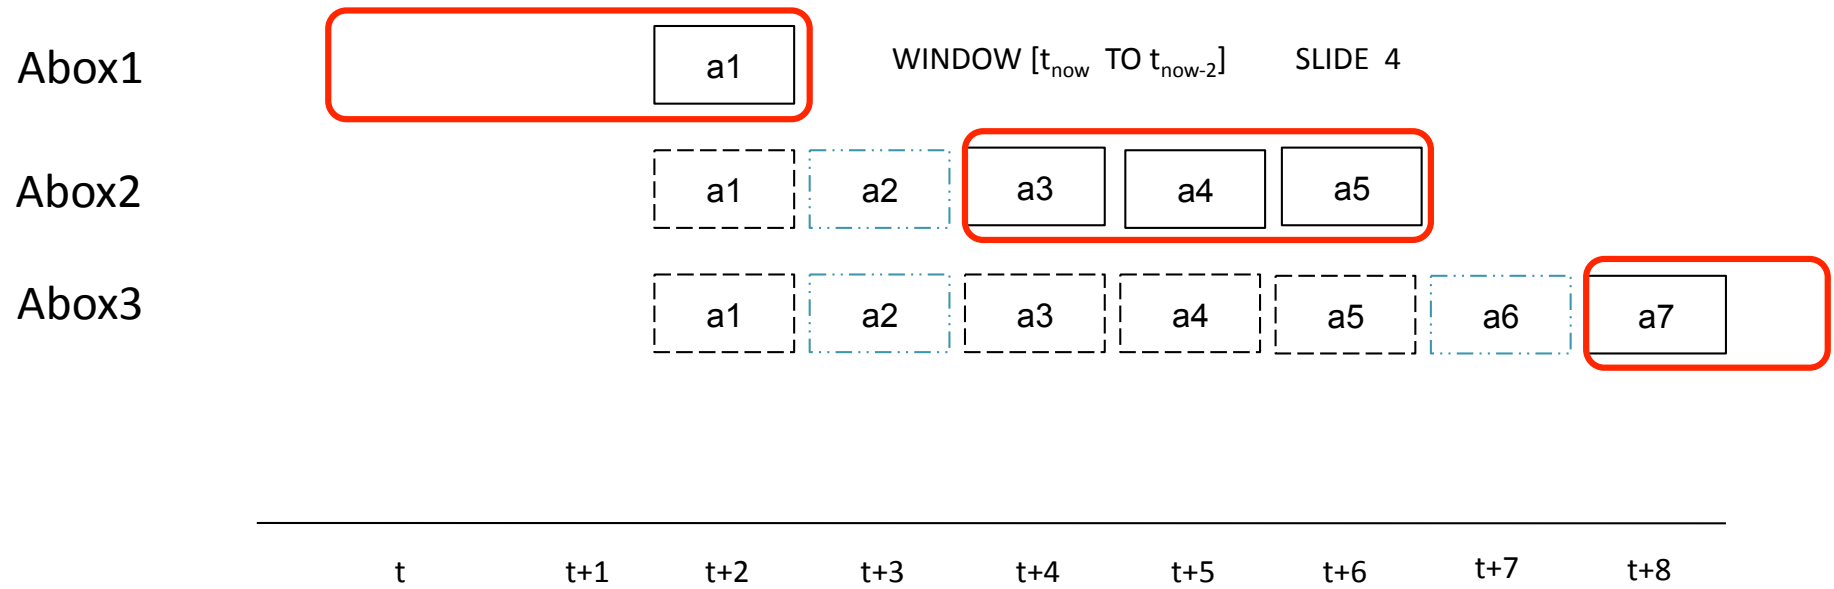 Abox1 a1 WINDOW [tnow TO tnow-2] SLIDE 4
Abox2 a1 a2 a3 a4 a5
Abox3 a1 a2 a3 a4 a5 a6 a7
t t+1 t+2 t+3 t+4 t+5 t+6 t+7 t+8